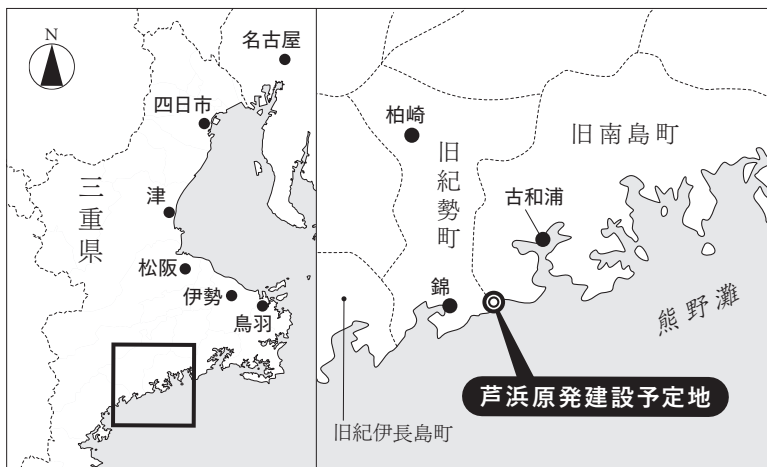 N
名古屋
四日市
三重県
津
松阪
伊勢
鳥羽
柏崎
旧南島町
旧紀勢町
古和浦
錦
熊野灘
芦浜原発建設予定地
旧紀伊長島町